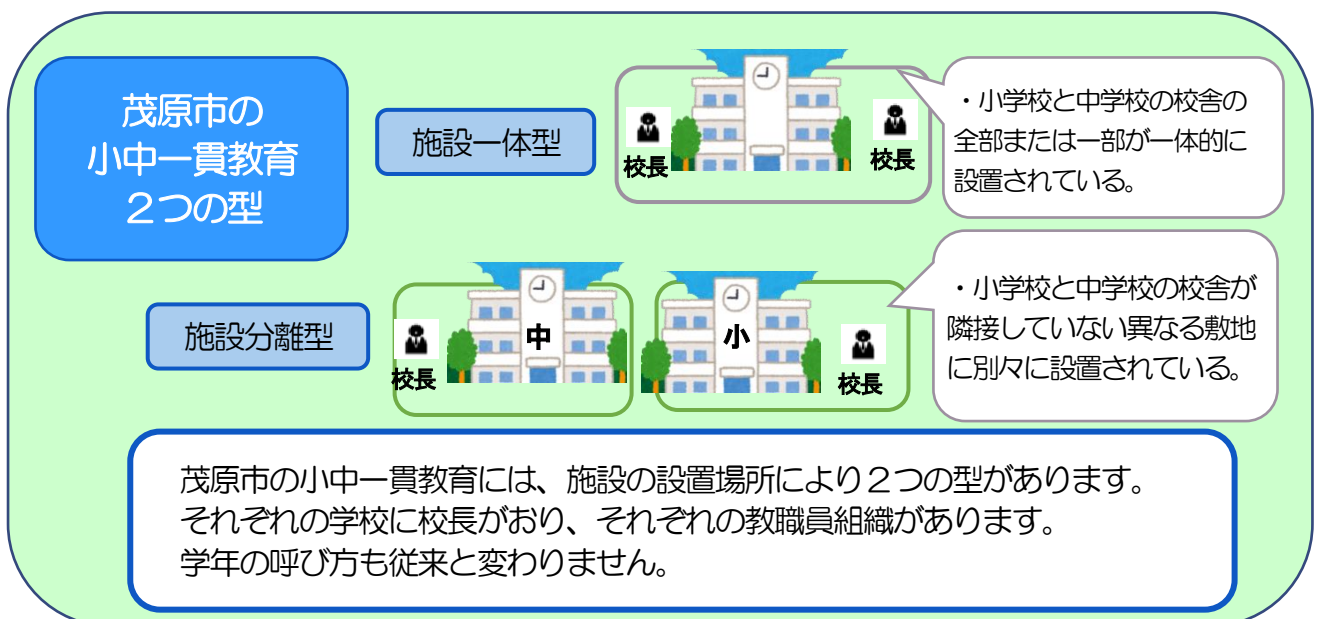 茂原市の
小中一貫教育
２つの型
施設一体型
校長
校長
・小学校と中学校の校舎の
全部または一部が一体的に
設置されている。
施設分離型
校長
中
小
校長
・小学校と中学校の校舎が
隣接していない異なる敷地
に別々に設置されている。
茂原市の小中一貫教育には、施設の設置場所により２つの型があります。
それぞれの学校に校長がおり、それぞれの教職員組織があります。
学年の呼び方も従来と変わりません。